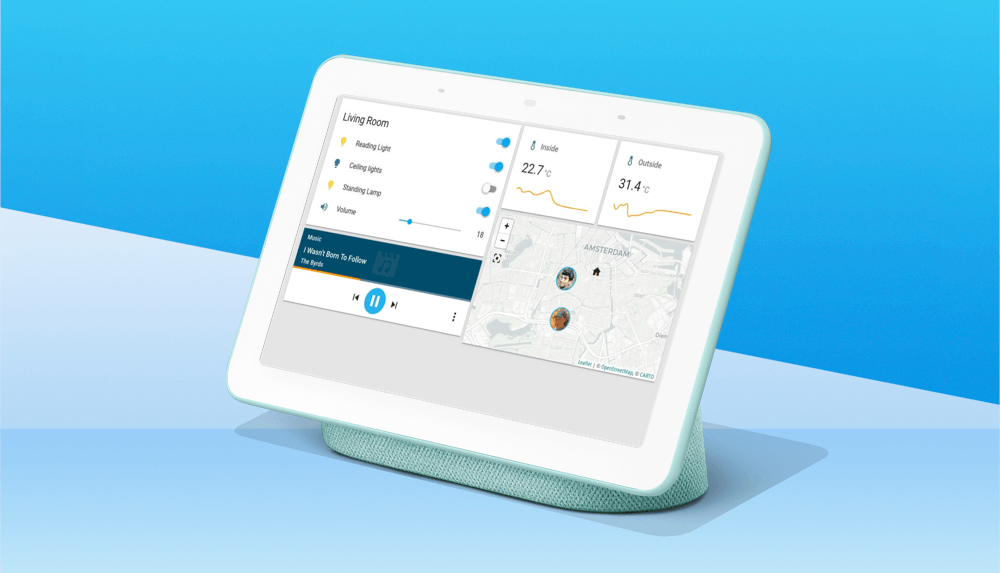 Living Room
Reading Light
Ceiling lights
Standing Lamp
Volume
18
Music
I Wasn't Born To Follow
The Byrds
Inside
22.7 °C
Outside
31.4 °C
+
−
AMSTERDAM
Dien
Leaflet | © OpenStreetMap, © CARTO